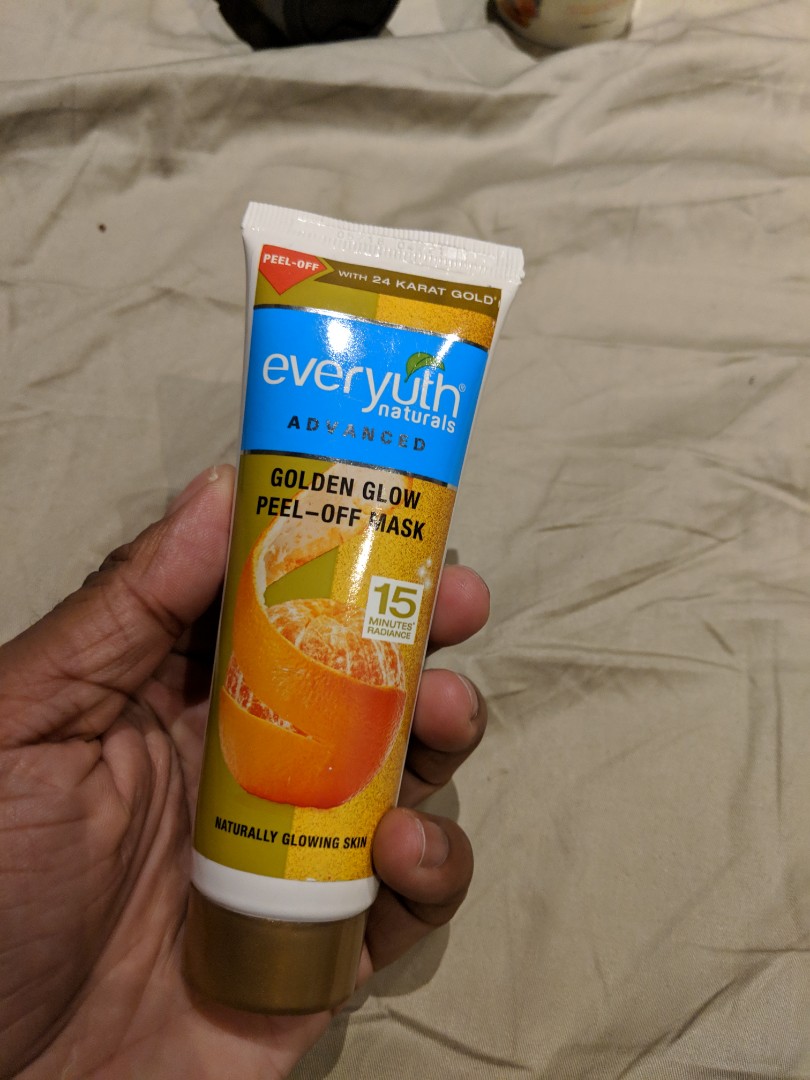 PEEL-OFF
WITH 24 KARAT GOLD*
everyuth®
naturals
ADVANCED
GOLDEN GLOW
PEEL-OFF MASK
15
MINUTES*
RADIANCE
NATURALLY GLOWING SKIN